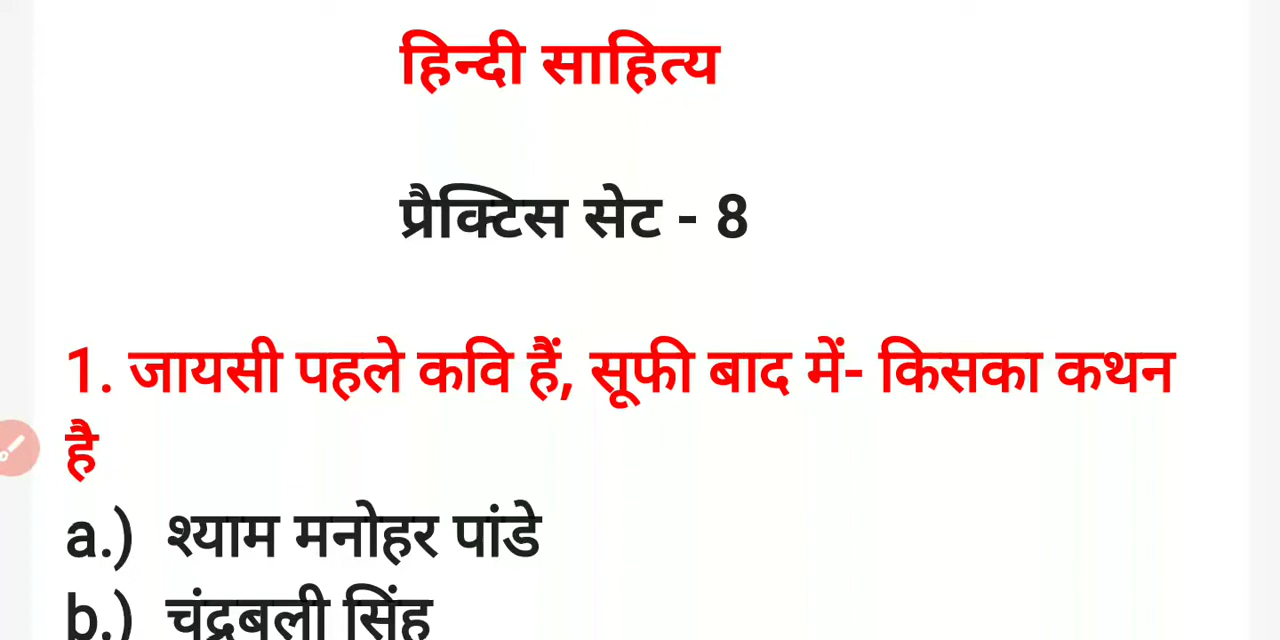 हिन्दी साहित्य
प्रैक्टिस सेट - 8
1. जायसी पहले कवि हैं, सूफी बाद में- किसका कथन
है
a.) श्याम मनोहर पांडे
b.) चंद्रबली सिंह